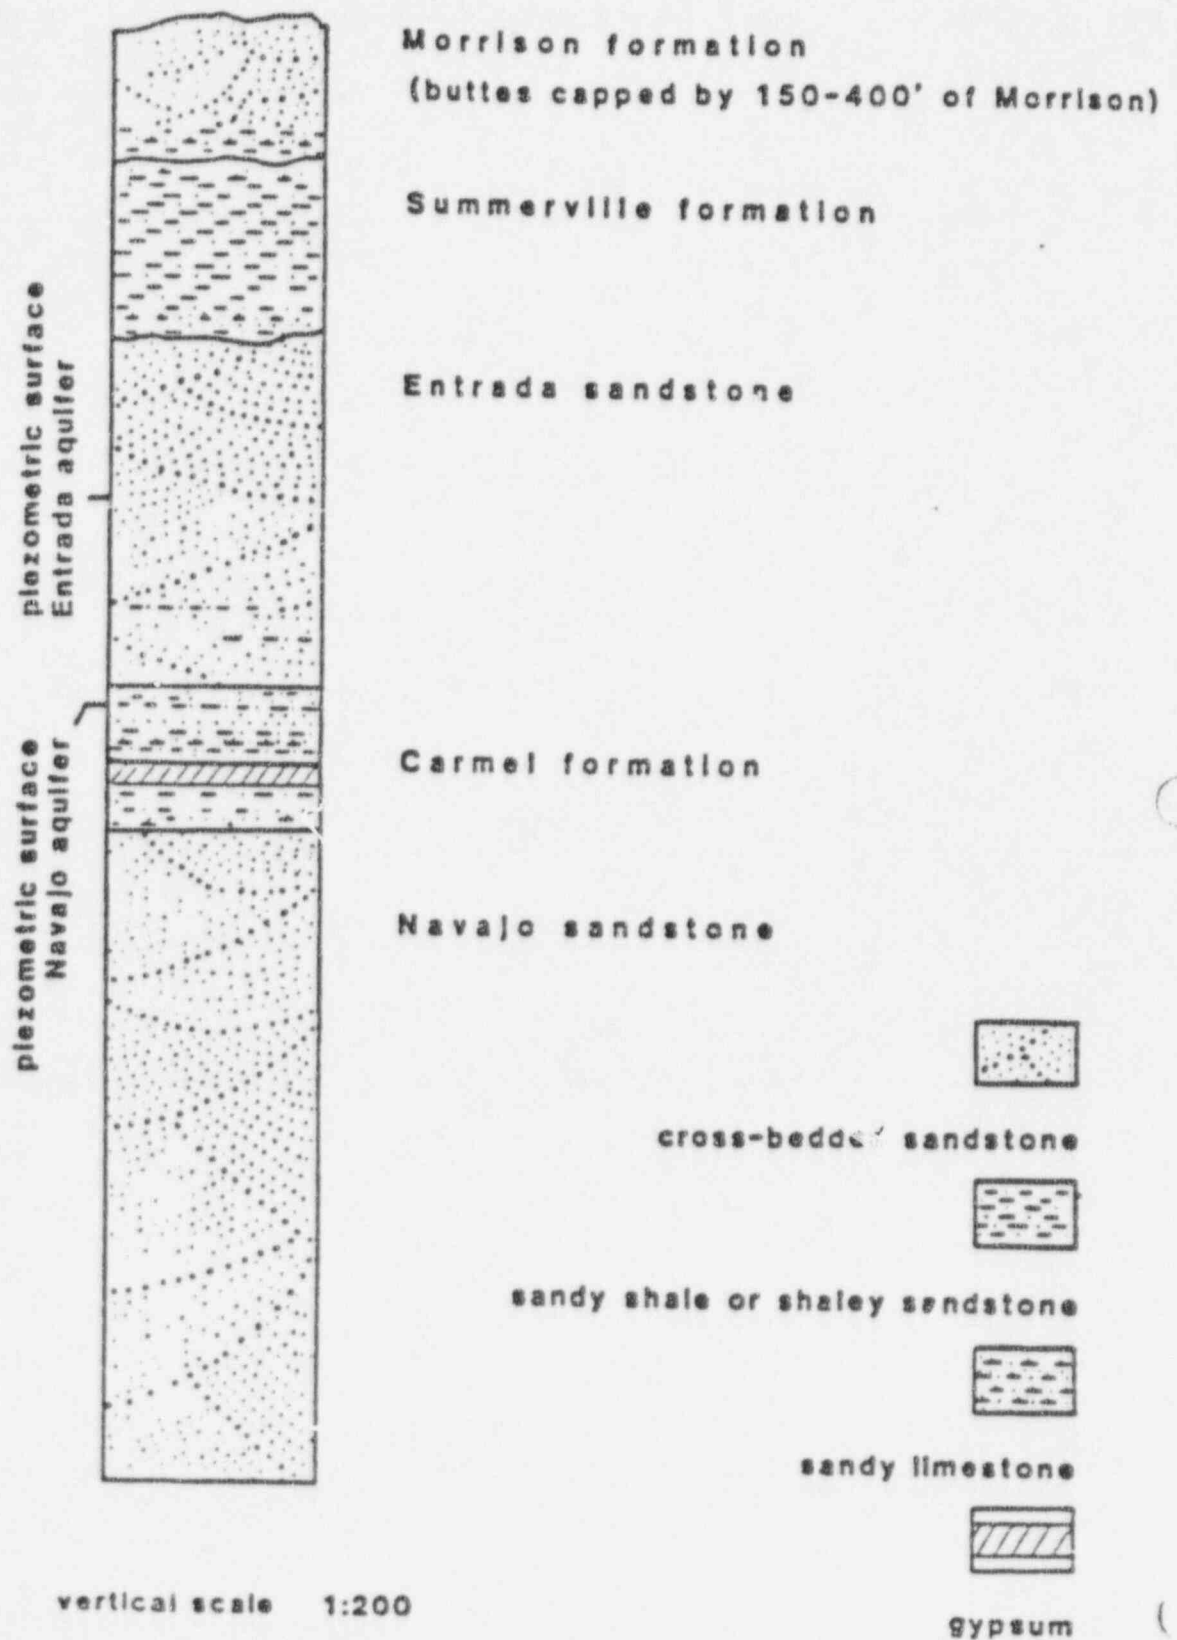 Morrison formation
(buttes capped by 150-400' of Morrison)
Summerville formation
piezometric surface
Entrada aquifer
Entrada sandstone
Carmel formation
piezometric surface
Navajo aquifer
Navajo sandstone
cross-bedded sandstone
sandy shale or shaley sandstone
sandy limestone
vertical scale 1:200
gypsum